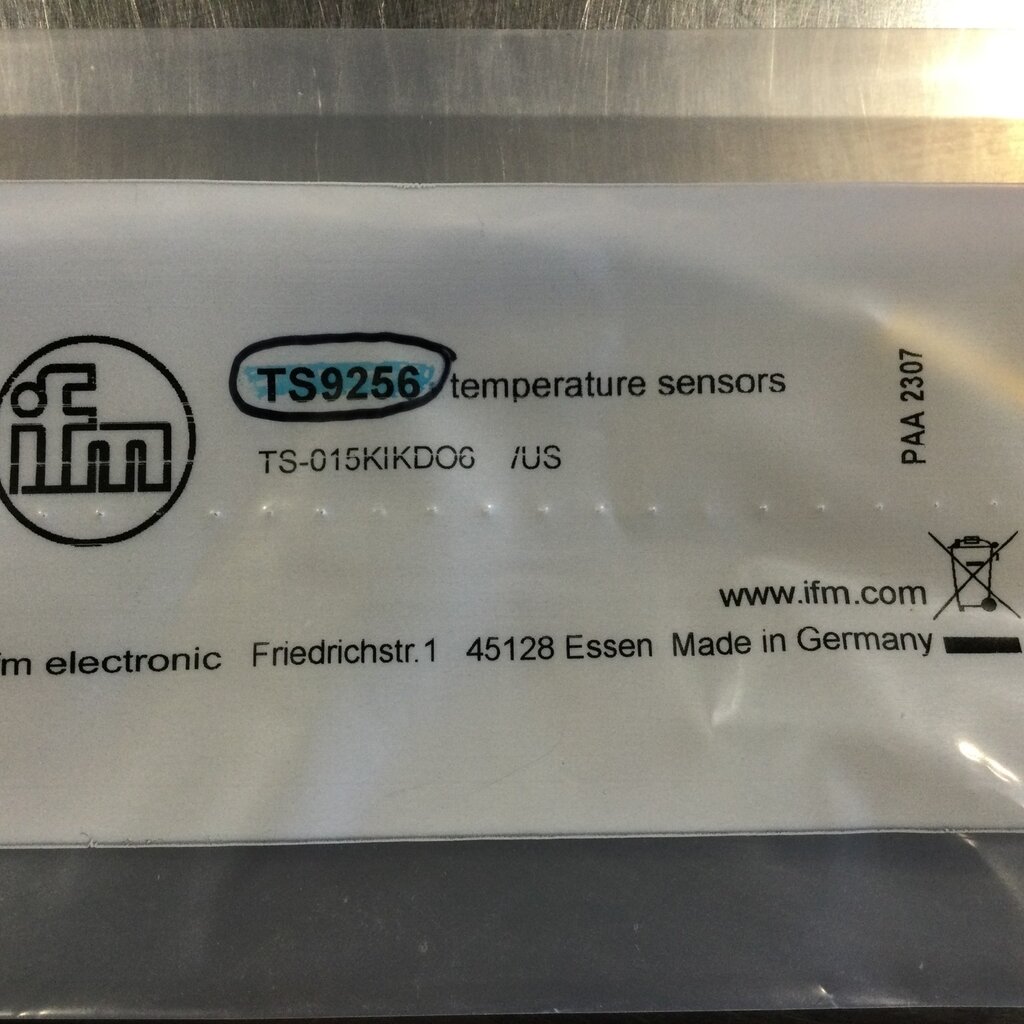 ifm
TS9256 temperature sensors
TS-015KIKDO6 /US
PAA 2307
www.ifm.com
fm electronic Friedrichstr.1 45128 Essen Made in Germany